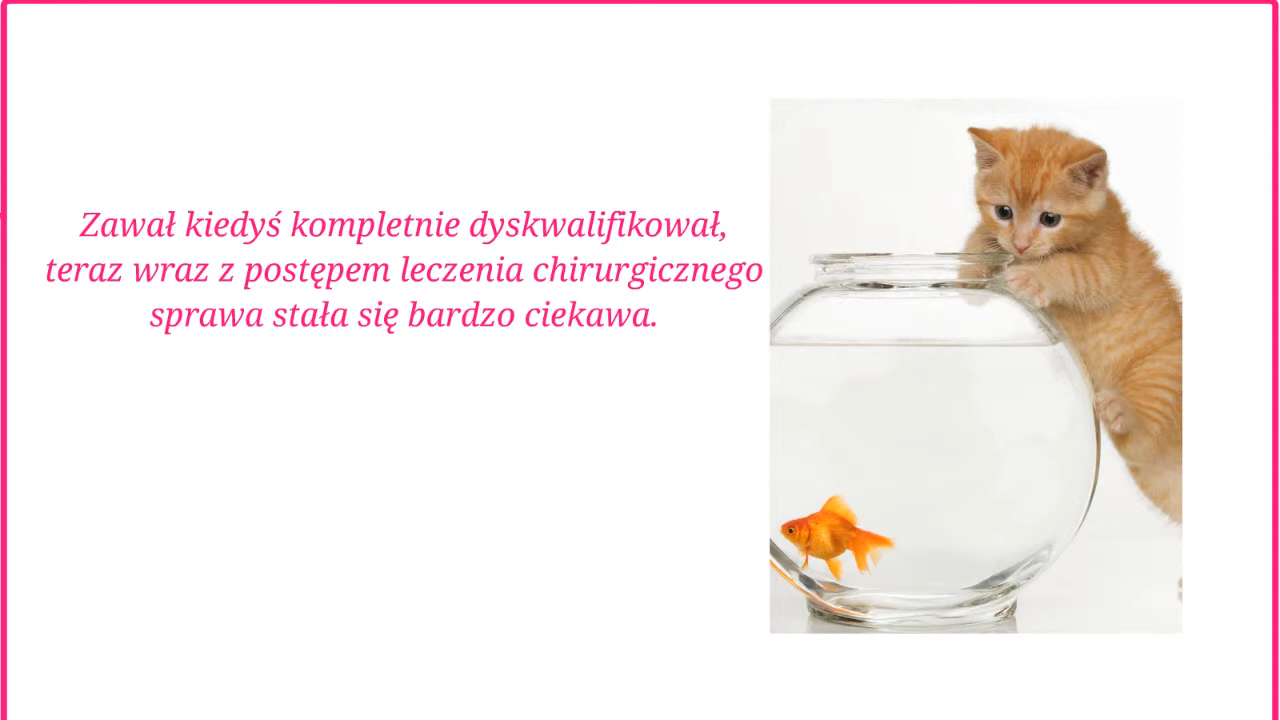 Zawał kiedyś kompletnie dyskwalifikował,
teraz wraz z postępem leczenia chirurgicznego
sprawa stała się bardzo ciekawa.